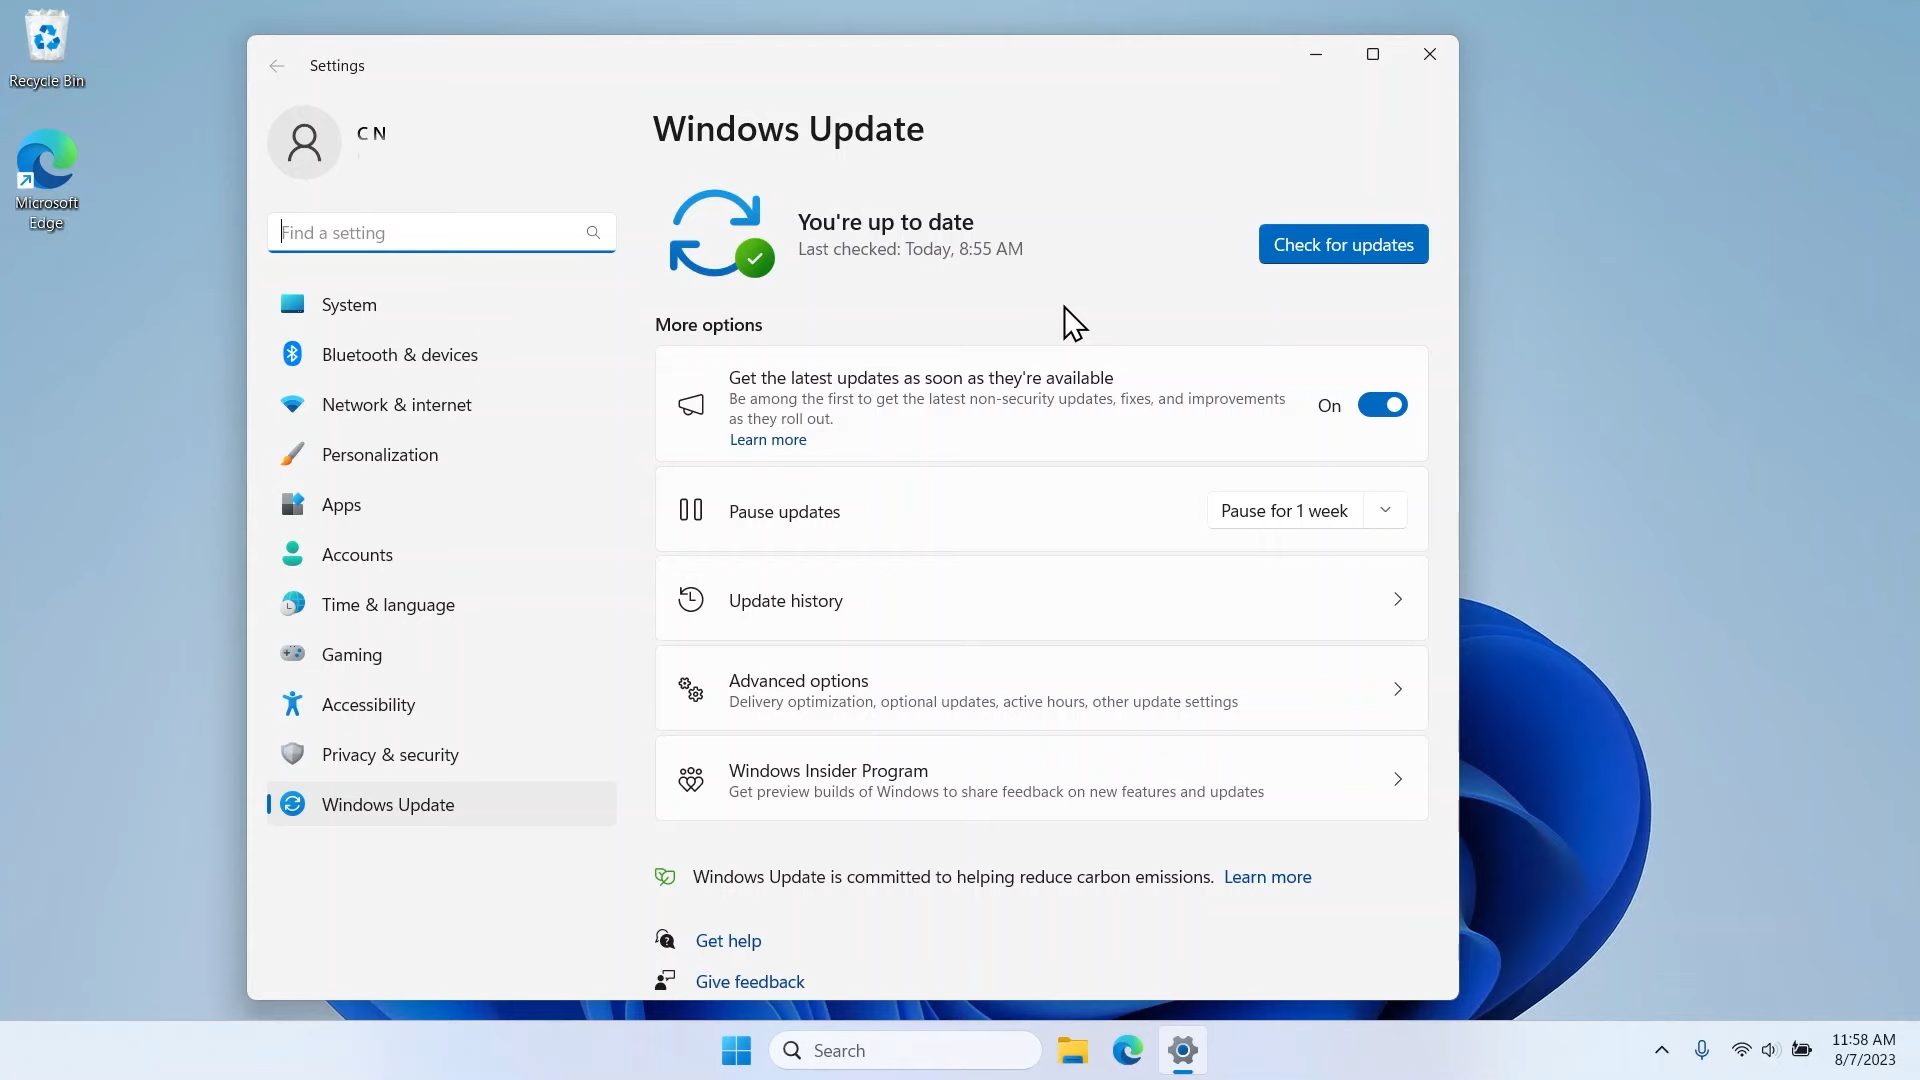 Recycle Bin
Microsoft
Edge
Settings
C N
Find a setting
System
Bluetooth & devices
Network & internet
Personalization
Apps
Accounts
Time & language
Gaming
Accessibility
Privacy & security
Windows Update
Windows Update
You're up to date
Last checked: Today, 8:55 AM
Check for updates
More options
Get the latest updates as soon as they're available
Be among the first to get the latest non-security updates, fixes, and improvements
as they roll out.
Learn more
On
Pause updates
Pause for 1 week
Update history
Advanced options
Delivery optimization, optional updates, active hours, other update settings
Windows Insider Program
Get preview builds of Windows to share feedback on new features and updates
Windows Update is committed to helping reduce carbon emissions. Learn more
Get help
Give feedback
Search
11:58 AM
8/7/2023